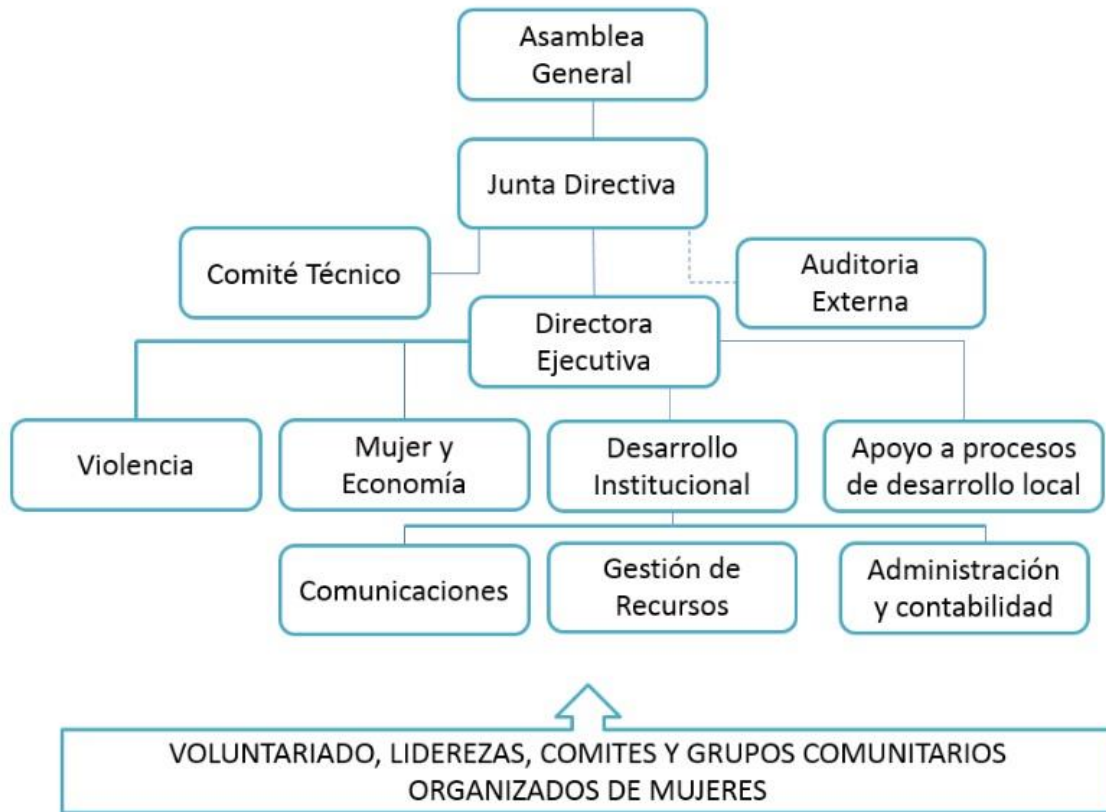 Asamblea
General
Junta Directiva
Comité Técnico
Auditoria
Externa
Directora
Ejecutiva
Violencia
Mujer y
Economía
Desarrollo
Institucional
Apoyo a procesos
de desarrollo local
Comunicaciones
Gestión de
Recursos
Administración
y contabilidad
VOLUNTARIADO, LIDEREZAS, COMITES Y GRUPOS COMUNITARIOS
ORGANIZADOS DE MUJERES